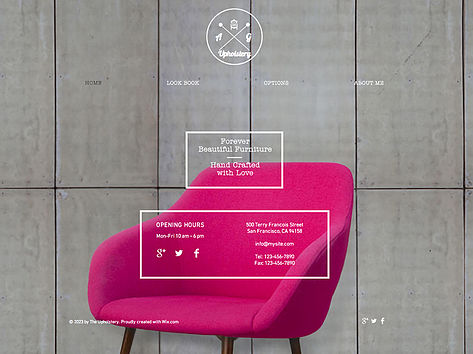 A G
Upholstery
HOME LOOK BOOK OPTIONS ABOUT ME
Forever
Beautiful Furniture
Hand Crafted
with Love
OPENING HOURS
Mon-Fri 10 am - 6 pm
500 Terry Francois Street
San Francisco, CA 94158
info@mysite.com
Tel: 123-456-7890
Fax: 123-456-7890
© 2023 by The Upholstery. Proudly created with Wix.com